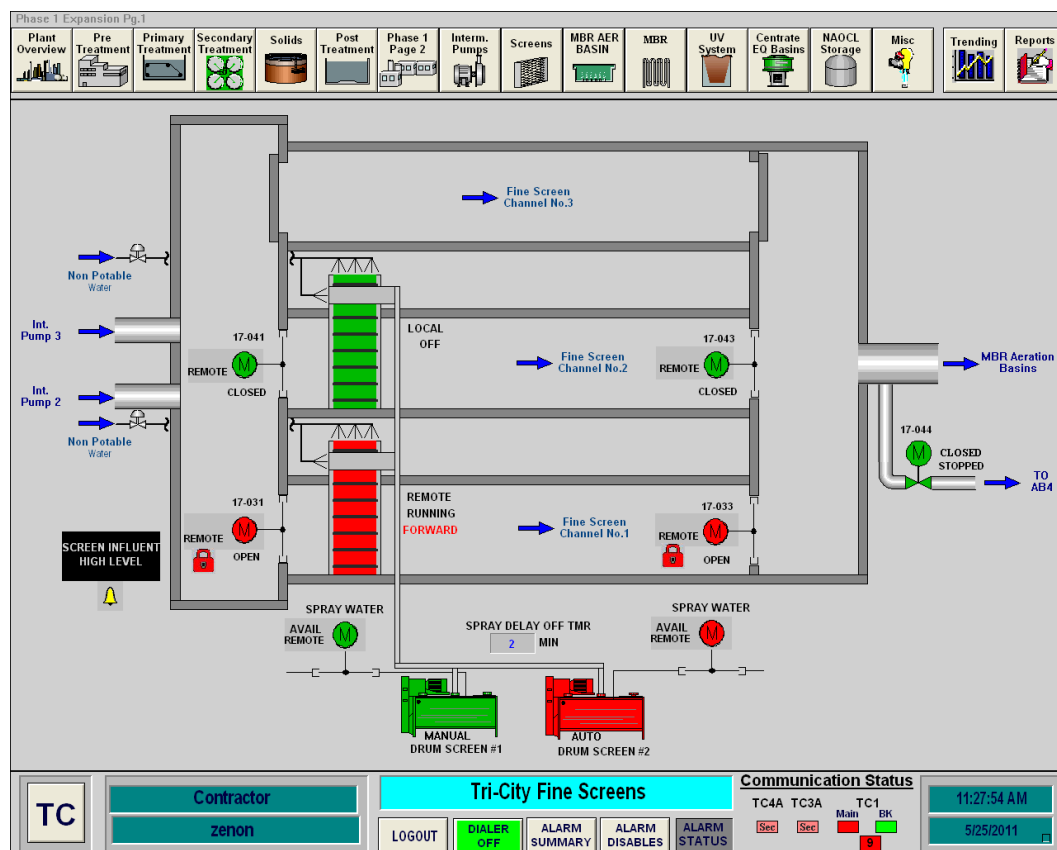 Phase 1 Expansion Pg.1
Plant
Overview
Pre
Treatment
Primary
Treatment
Secondary
Treatment
Solids
Post
Treatment
Phase 1
Page 2
Interm.
Pumps
Screens
MBR AER
BASIN
MBR
UV
System
Centrate
EQ Basins
NAOCL
Storage
Misc
Trending
Reports
Fine Screen
Channel No.3
Non Potable
Water
Int.
Pump 3
17-041
M
REMOTE
CLOSED
LOCAL
OFF
Fine Screen
Channel No.2
17-043
M
REMOTE
CLOSED
MBR Aeration
Basins
Int.
Pump 2
Non Potable
Water
17-044
M
CLOSED
STOPPED
TO
AB4
17-031
M
REMOTE
OPEN
REMOTE
RUNNING
FORWARD
Fine Screen
Channel No.1
17-033
M
REMOTE
OPEN
SCREEN INFLUENT
HIGH LEVEL
SPRAY WATER
AVAIL
REMOTE
M
SPRAY DELAY OFF TMR
2 MIN
SPRAY WATER
AVAIL
REMOTE
M
MANUAL
DRUM SCREEN #1
AUTO
DRUM SCREEN #2
TC
Contractor
zenon
Tri-City Fine Screens
LOGOUT
DIALER
OFF
ALARM
SUMMARY
ALARM
DISABLES
ALARM
STATUS
Communication Status
TC4A TC3A TC1
Main BK
Sec Sec
9
11:27:54 AM
5/25/2011